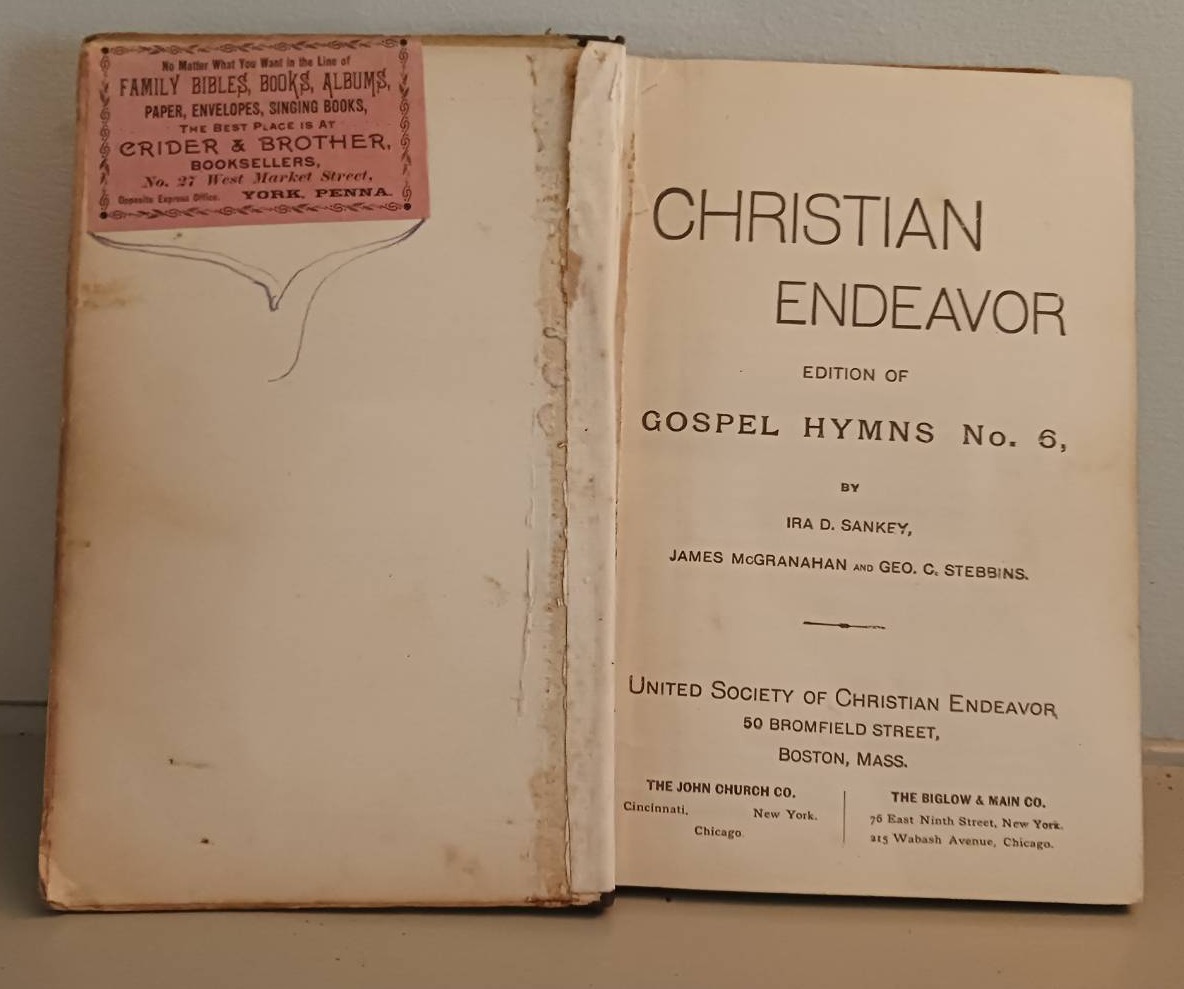 No Matter What You Want in the Line of
FAMILY BIBLES, BOOKS, ALBUMS,
PAPER, ENVELOPES, SINGING BOOKS,
THE BEST PLACE IS AT
CRIDER & BROTHER,
BOOKSELLERS,
No. 27 West Market Street,
Opposite Express Office. YORK, PENNA.
CHRISTIAN
ENDEAVOR
EDITION OF
GOSPEL HYMNS No. 6,
BY
IRA D. SANKEY,
JAMES McGRANAHAN AND GEO. C. STEBBINS.
UNITED SOCIETY OF CHRISTIAN ENDEAVOR,
50 BROMFIELD STREET,
BOSTON, MASS.
THE JOHN CHURCH CO.
Cincinnati, New York.
Chicago
THE BIGLOW & MAIN CO.
76 East Ninth Street, New York.
215 Wabash Avenue, Chicago.